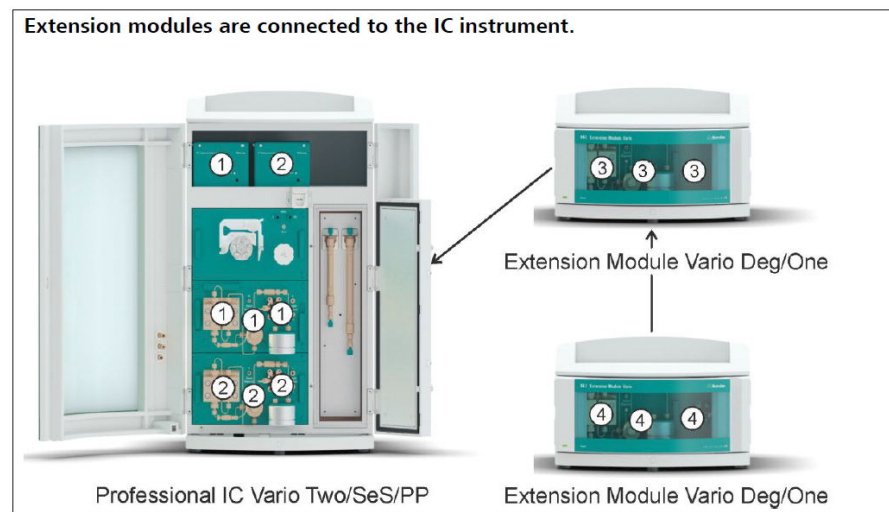 Extension modules are connected to the IC instrument.
1 2
3 3 3
Extension Module Vario Deg/One
1 1 1
2 2 2
4 4 4
Professional IC Vario Two/SeS/PP
Extension Module Vario Deg/One